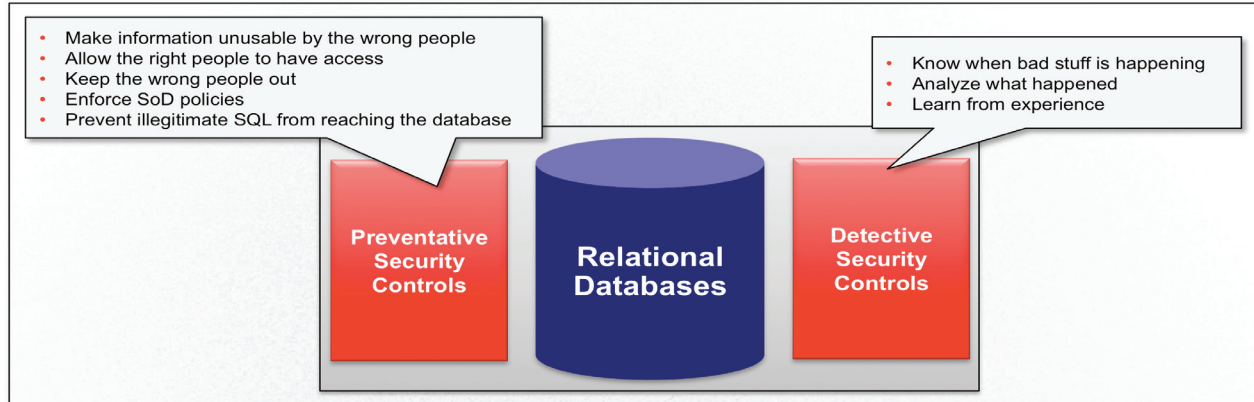 • Make information unusable by the wrong people
• Allow the right people to have access
• Keep the wrong people out
• Enforce SoD policies
• Prevent illegitimate SQL from reaching the database
• Know when bad stuff is happening
• Analyze what happened
• Learn from experience
Preventative
Security
Controls
Relational
Databases
Detective
Security
Controls